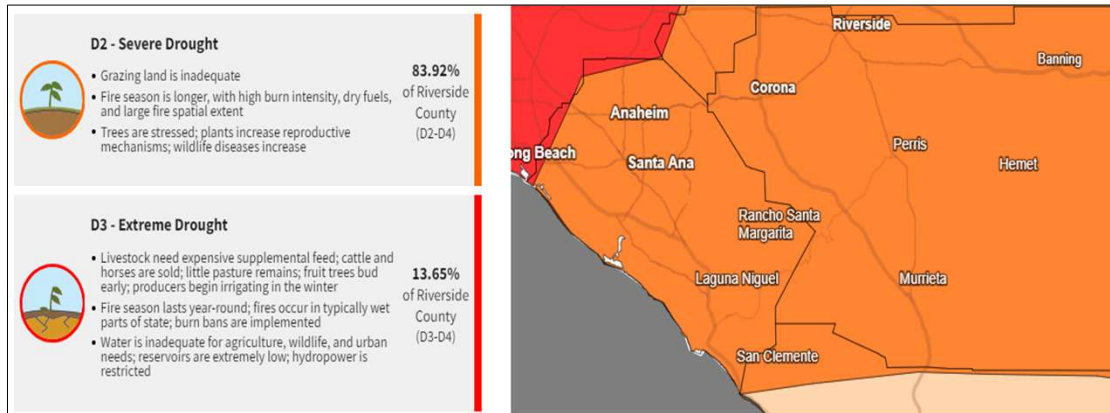 D2 - Severe Drought
• Grazing land is inadequate
• Fire season is longer, with high burn intensity, dry fuels,
and large fire spatial extent
• Trees are stressed; plants increase reproductive
mechanisms; wildlife diseases increase
83.92%
of Riverside
County
(D2-D4)
D3 - Extreme Drought
• Livestock need expensive supplemental feed; cattle and
horses are sold; little pasture remains; fruit trees bud
early; producers begin irrigating in the winter
• Fire season lasts year-round; fires occur in typically wet
parts of state; burn bans are implemented
• Water is inadequate for agriculture, wildlife, and urban
needs; reservoirs are extremely low; hydropower is
restricted
13.65%
of Riverside
County
(D3-D4)
Riverside
Banning
Corona
Anaheim
Perris
ong Beach
Santa Ana
Hemet
Rancho Santa
Margarita
Laguna Niguel
Murrieta
San Clemente